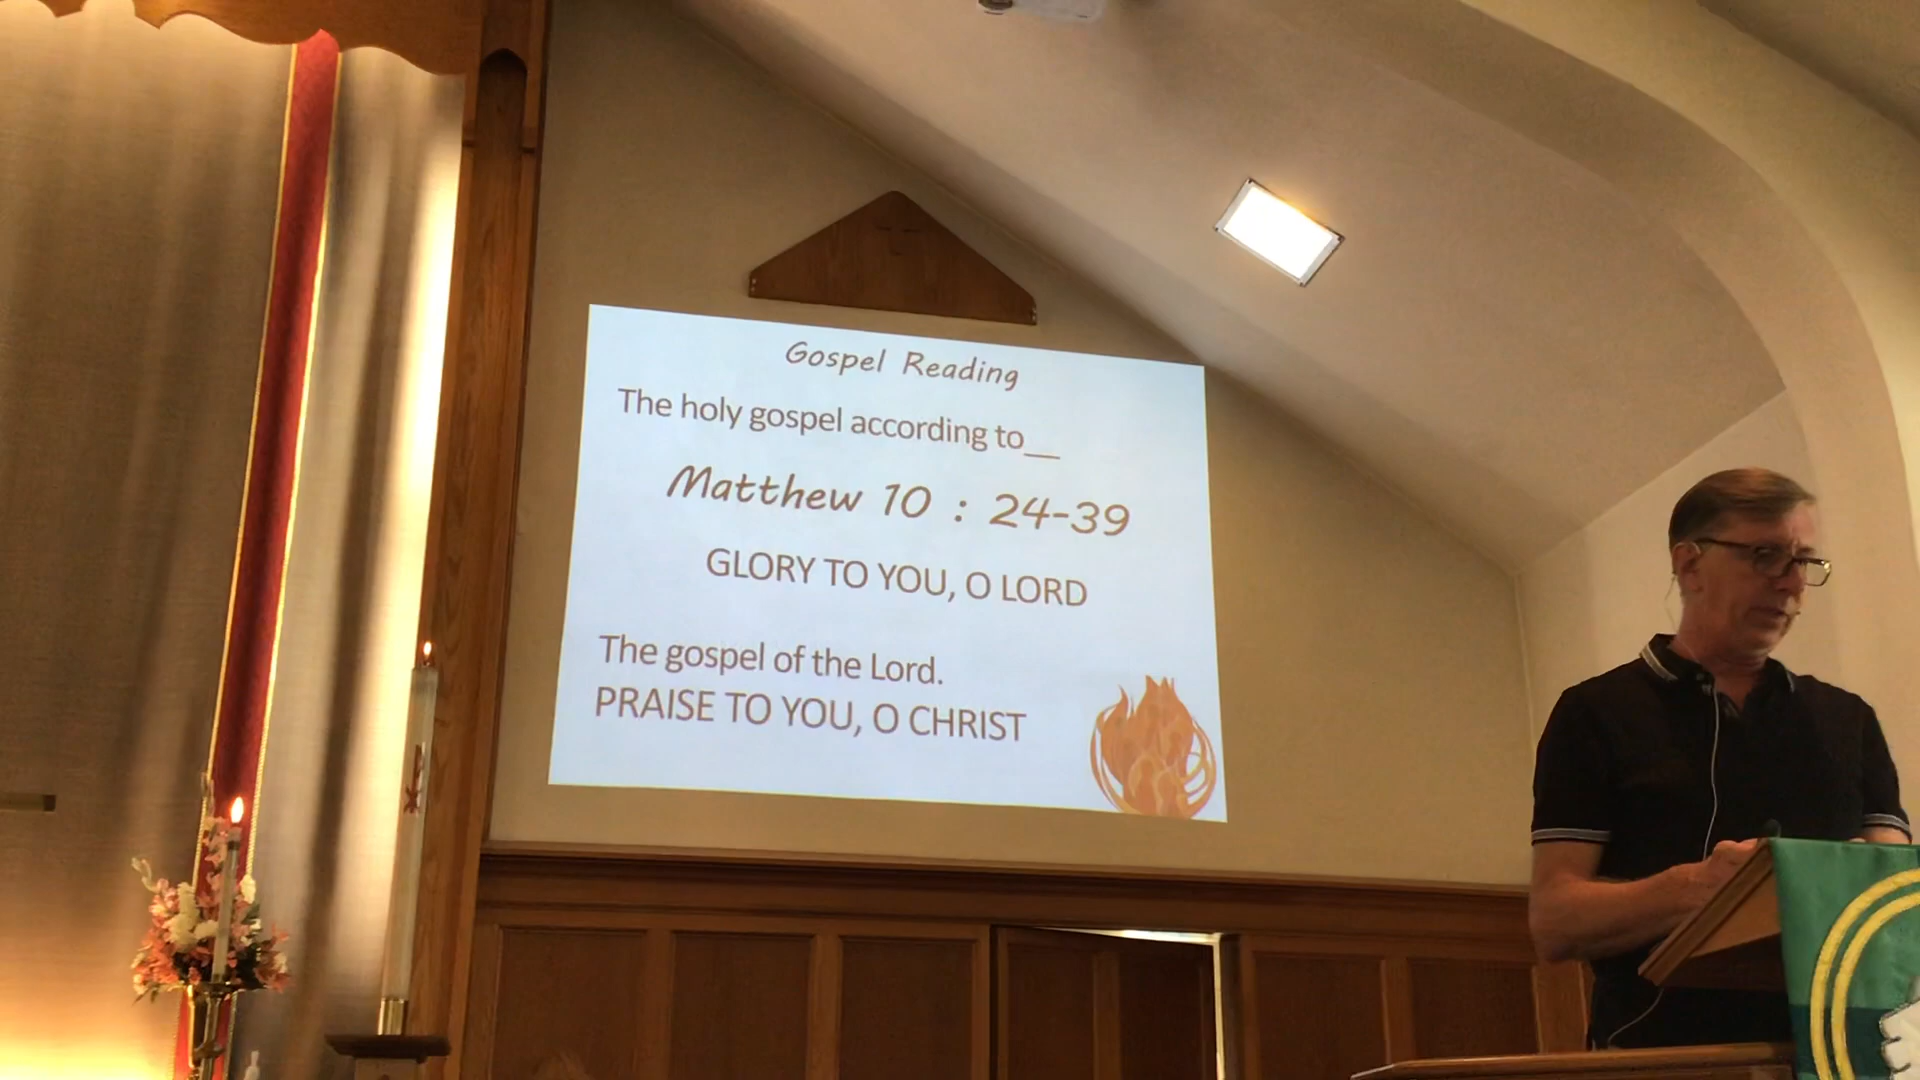 Gospel Reading
The holy gospel according to__
Matthew 10 : 24-39
GLORY TO YOU, O LORD
The gospel of the Lord.
PRAISE TO YOU, O CHRIST